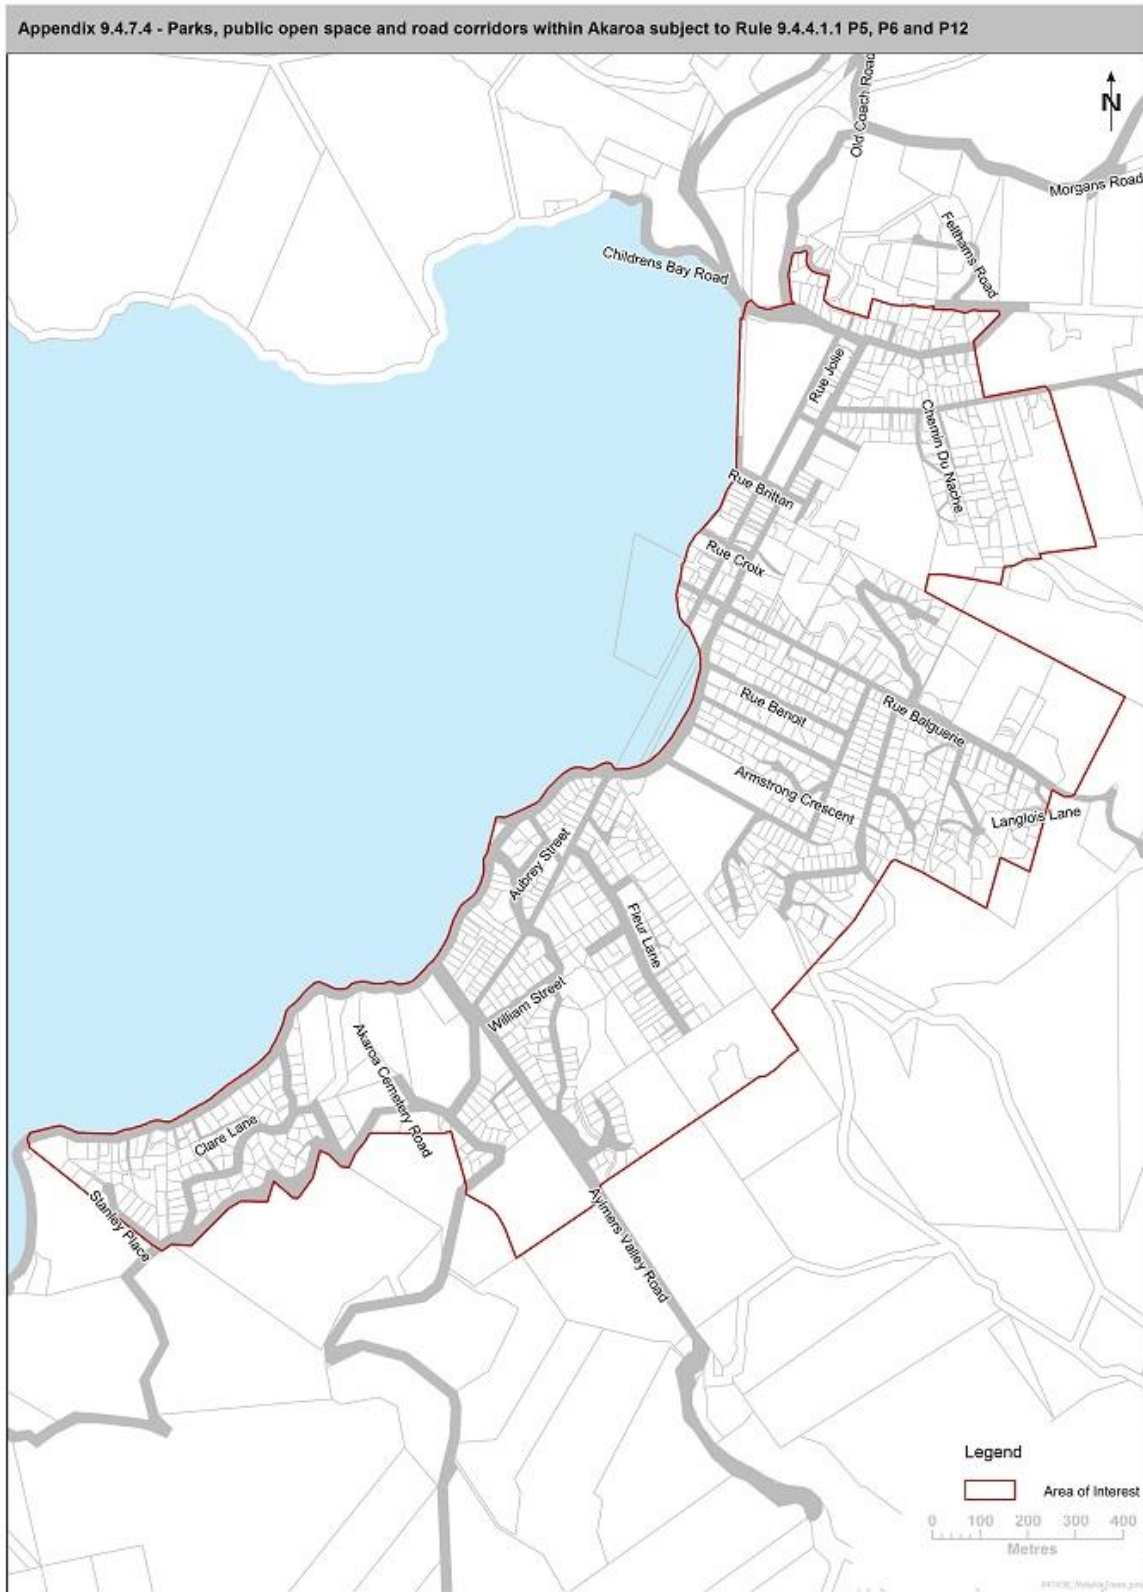 Appendix 9.4.7.4 - Parks, public open space and road corridors within Akaroa subject to Rule 9.4.4.1.1 P5, P6 and P12
N
Old Coach Road
Morgans Road
Felthams Road
Childrens Bay Road
Rue Jolie
Chemin Du Nache
Rue Brittan
Rue Croix
Rue Benoit
Rue Balguerie
Armstrong Crescent
Langlois Lane
Aubrey Street
Fleur Lane
William Street
Akaroa Cemetery Road
Clare Lane
Stanley Place
Aylmers Valley Road
Legend
Area of Interest
0 100 200 300 400
Metres